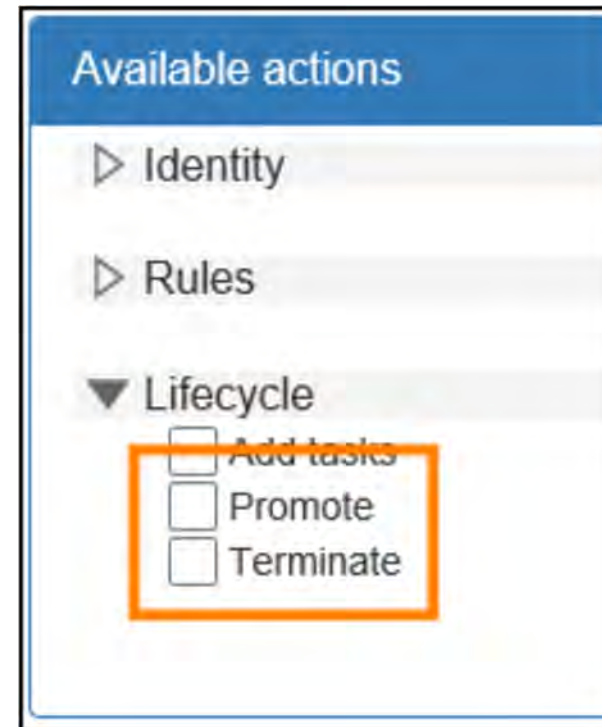 Available actions
Identity
Rules
Lifecycle
Add tasks
Promote
Terminate